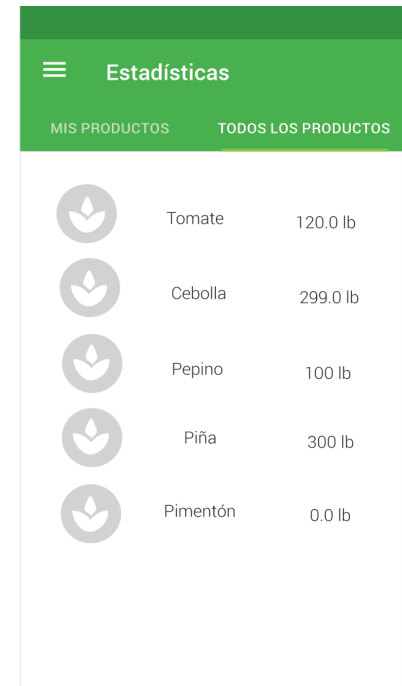 Estadísticas
MIS PRODUCTOS TODOS LOS PRODUCTOS
Tomate 120.0 lb
Cebolla 299.0 lb
Pepino 100 lb
Piña 300 lb
Pimentón 0.0 lb